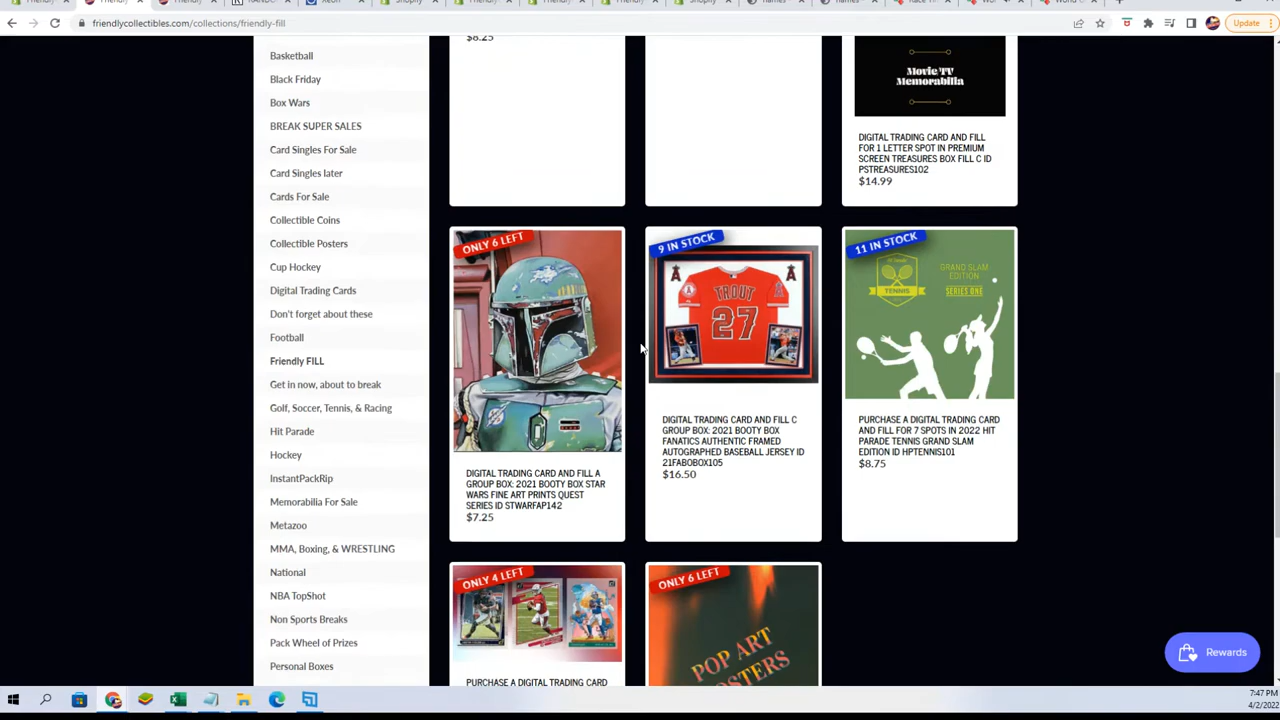 friendlycollectibles.com/collections/friendly-fill
Update
Basketball
Black Friday
Box Wars
BREAK SUPER SALES
Card Singles For Sale
Card Singles later
Cards For Sale
Collectible Coins
Collectible Posters
Cup Hockey
Digital Trading Cards
Don't forget about these
Football
Friendly FILL
Get in now, about to break
Golf, Soccer, Tennis, & Racing
Hit Parade
Hockey
InstantPackRip
Memorabilia For Sale
Metazoo
MMA, Boxing, & WRESTLING
National
NBA TopShot
Non Sports Breaks
Pack Wheel of Prizes
Personal Boxes
$6.25
Movie/TV
Memorabilia
DIGITAL TRADING CARD AND FILL
FOR 1 LETTER SPOT IN PREMIUM
SCREEN TREASURES BOX FILL C ID
PSTREASURES102
$14.99
ONLY 6 LEFT
DIGITAL TRADING CARD AND FILL A
GROUP BOX: 2021 BOOTY BOX STAR
WARS FINE ART PRINTS QUEST
SERIES ID STWARFAP142
$7.25
9 IN STOCK
TROUT
27
DIGITAL TRADING CARD AND FILL C
GROUP BOX: 2021 BOOTY BOX
FANATICS AUTHENTIC FRAMED
AUTOGRAPHED BASEBALL JERSEY ID
21FABOBOX105
$16.50
11 IN STOCK
TENNIS
GRAND SLAM
EDITION
SERIES ONE
PURCHASE A DIGITAL TRADING CARD
AND FILL FOR 7 SPOTS IN 2022 HIT
PARADE TENNIS GRAND SLAM
EDITION ID HPTENNIS101
$8.75
ONLY 4 LEFT
PURCHASE A DIGITAL TRADING CARD
ONLY 6 LEFT
POP ART
POSTERS
Rewards
7:47 PM
4/2/2022